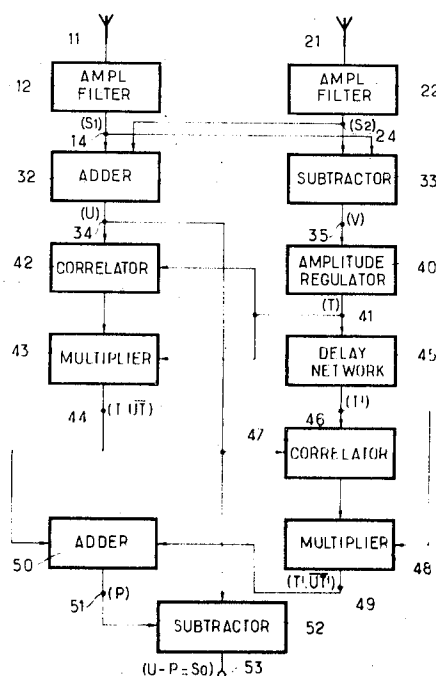 11
21
12
AMPL
FILTER
AMPL
FILTER
22
(S1)
(S2)
14
24
32
ADDER
SUBTRACTOR
33
(U)
(V)
34
35
42
CORRELATOR
AMPLITUDE
REGULATOR
40
(T)
41
43
MULTIPLIER
DELAY
NETWORK
45
44
(T UT)
(T')
46
47
CORRELATOR
ADDER
MULTIPLIER
50
48
(T'.UT')
51
(P)
49
SUBTRACTOR
52
(U-P=So)
53